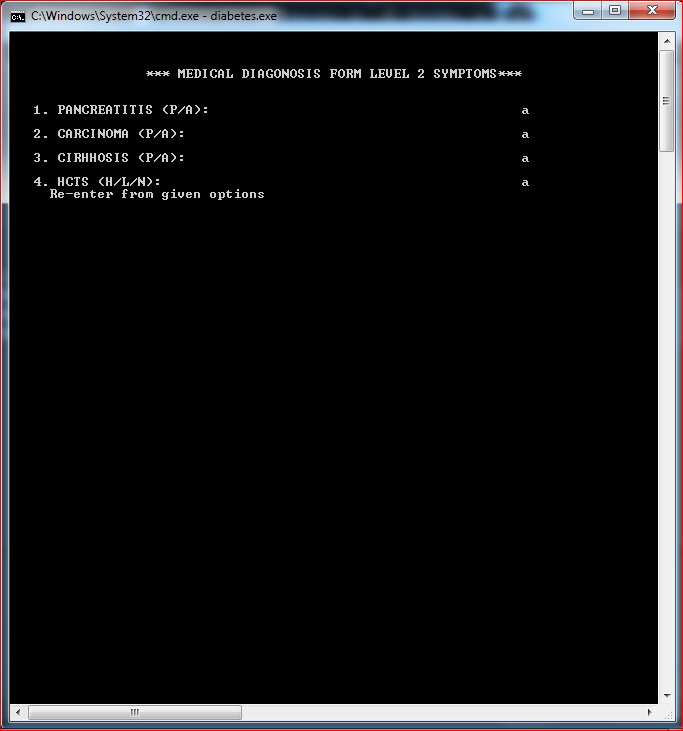 C:\Windows\System32\cmd.exe - diabetes.exe
*** MEDICAL DIAGONOSIS FORM LEVEL 2 SYMPTOMS***
1. PANCREATITIS (P/A): a
2. CARCINOMA (P/A): a
3. CIRHHOSIS (P/A): a
4. HCTS (H/L/N): a
Re-enter from given options